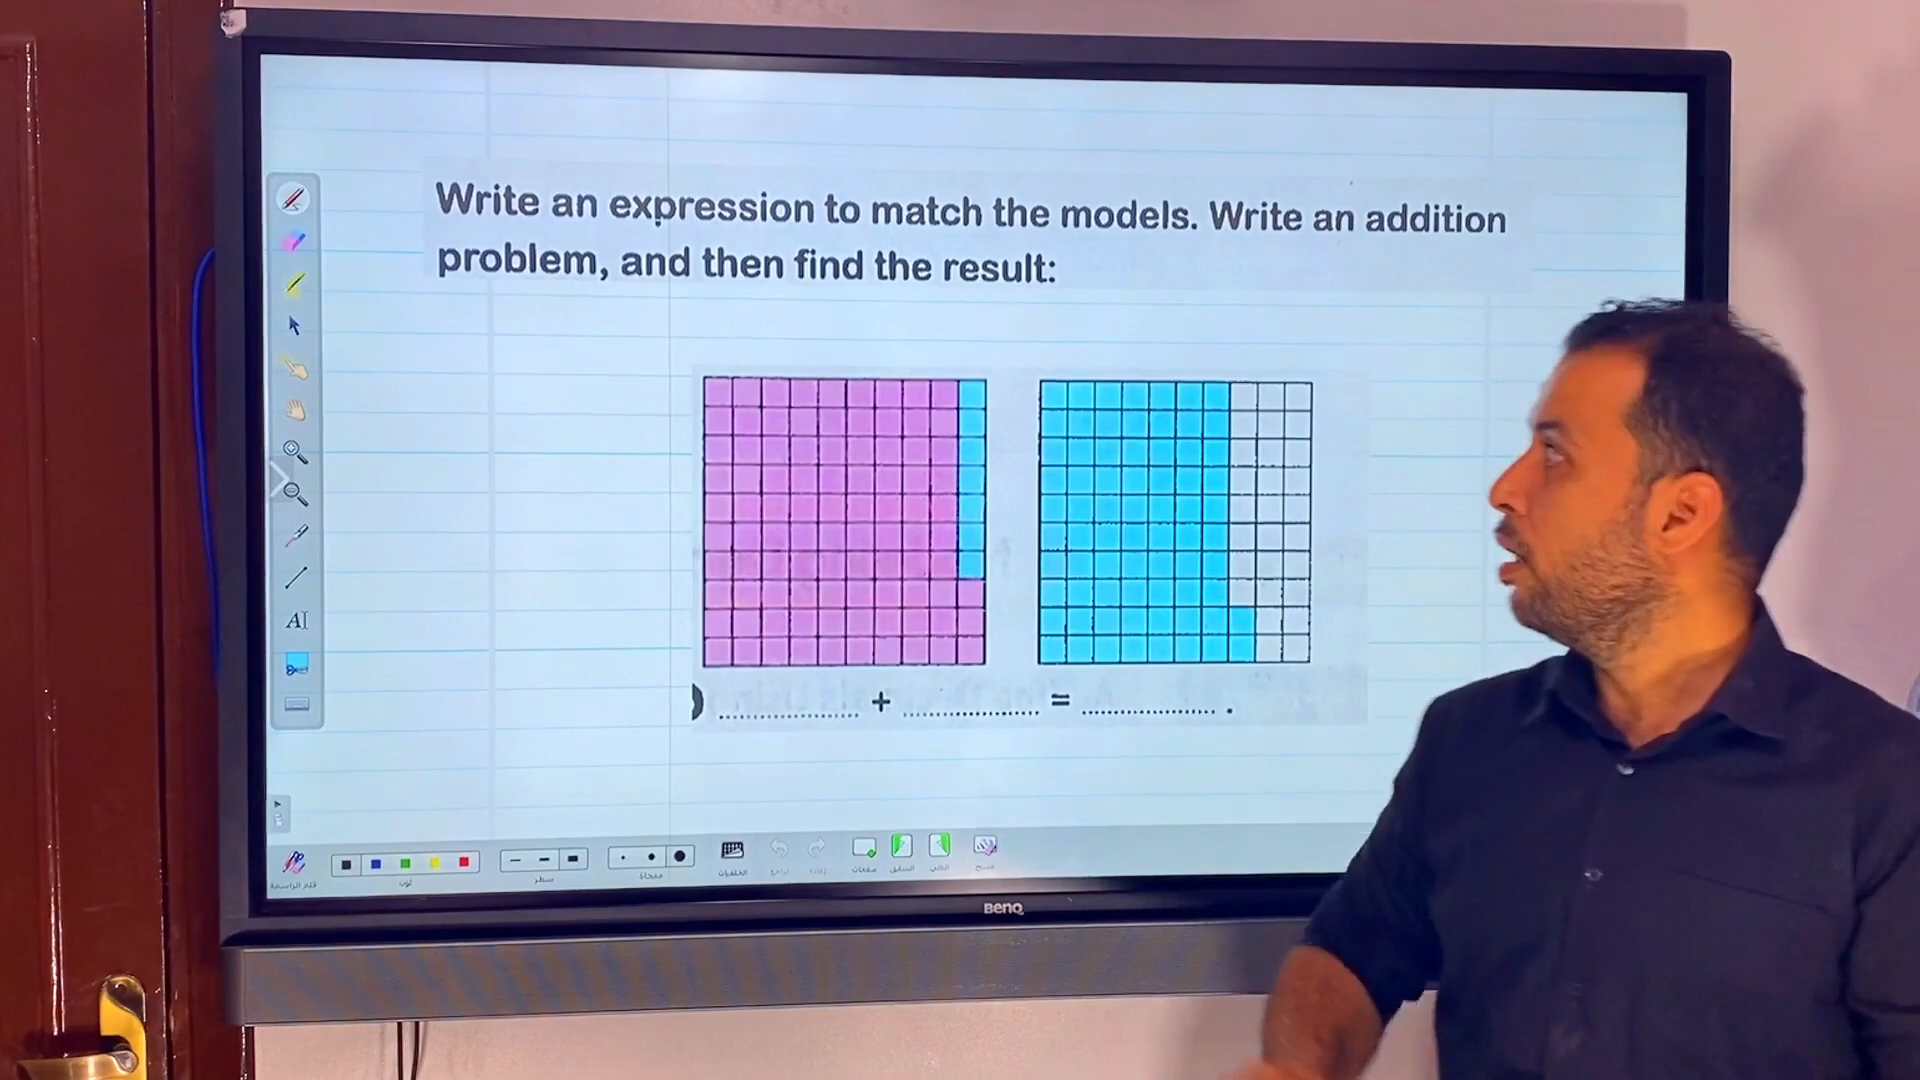 Write an expression to match the models. Write an addition
problem, and then find the result:
) .................... + .................... = .................... .
A
BenQ